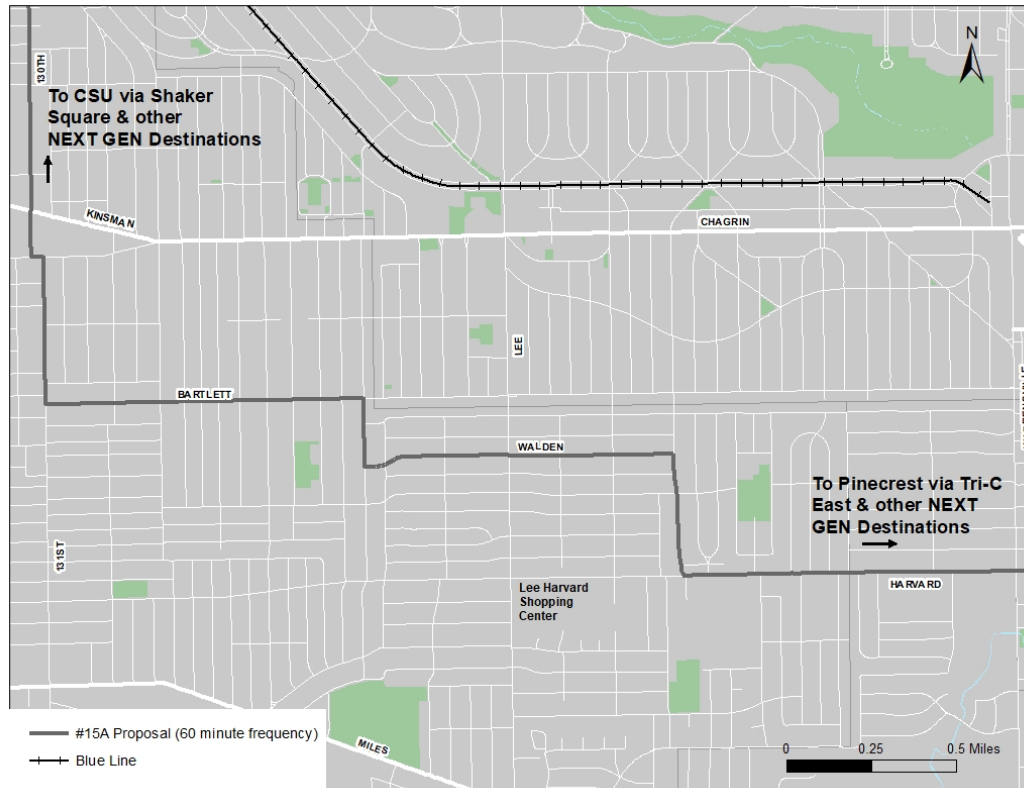 N
130TH
To CSU via Shaker
Square & other
NEXT GEN Destinations
KINSMAN
CHAGRIN
LEE
BARTLETT
WALDEN
To Pinecrest via Tri-C
East & other NEXT
GEN Destinations
131ST
HARVARD
Lee Harvard
Shopping
Center
MILES
#15A Proposal (60 minute frequency)
Blue Line
0 0.25 0.5 Miles